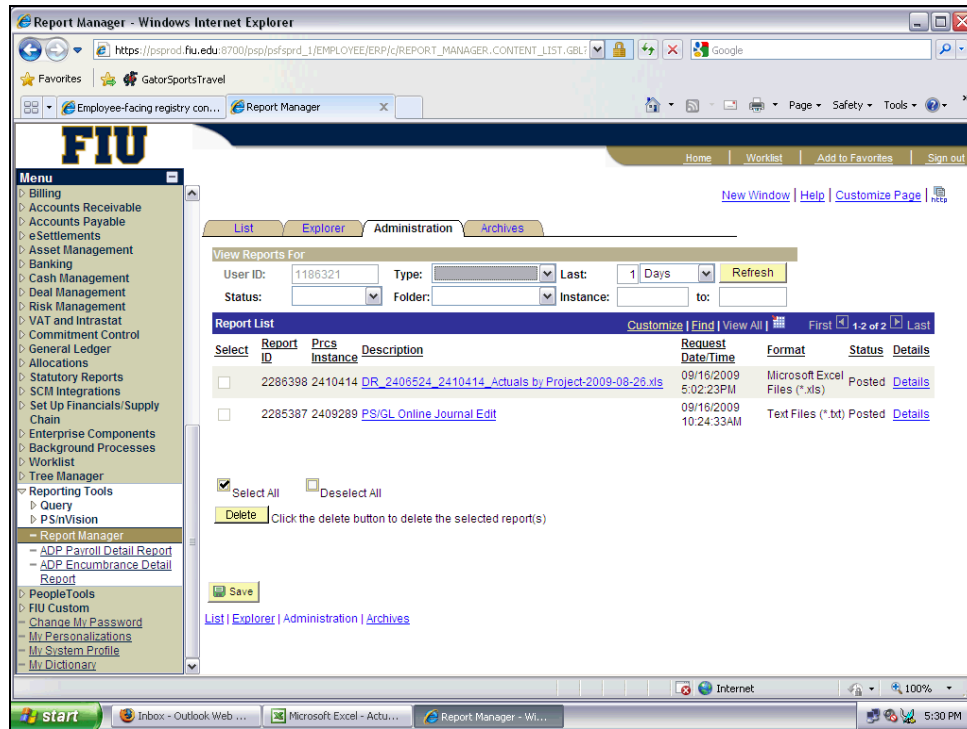 Report Manager - Windows Internet Explorer
https://psprod.fiu.edu:8700/psp/psfsprd_1/EMPLOYEE/ERP/c/REPORT_MANAGER.CONTENT_LIST.GBL?
Google
Favorites GatorSportsTravel
Employee-facing registry con... Report Manager X
Page Safety Tools
FIU
Home | Worklist | Add to Favorites | Sign out
Menu
Billing
Accounts Receivable
Accounts Payable
eSettlements
Asset Management
Banking
Cash Management
Deal Management
Risk Management
VAT and Intrastat
Commitment Control
General Ledger
Allocations
Statutory Reports
SCM Integrations
Set Up Financials/Supply
Chain
Enterprise Components
Background Processes
Worklist
Tree Manager
Reporting Tools
Query
PS/nVision
– Report Manager
– ADP Payroll Detail Report
– ADP Encumbrance Detail
Report
PeopleTools
FIU Custom
– Change My Password
– My Personalizations
– My System Profile
– My Dictionary
New Window | Help | Customize Page | http
List Explorer Administration Archives
View Reports For
User ID: 1186321 Type: Last: 1 Days Refresh
Status: Folder: Instance: to:
Report List Customize | Find | View All | First 1-2 of 2 Last
Select Report ID Prcs Instance Description Request Date/Time Format Status Details
2286398 2410414 DR_2406524_2410414_Actuals by Project-2009-08-26.xls 09/16/2009 5:02:23PM Microsoft Excel Files (*.xls) Posted Details
2285387 2409289 PS/GL Online Journal Edit 09/16/2009 10:24:33AM Text Files (*.txt) Posted Details
Select All Deselect All
Delete Click the delete button to delete the selected report(s)
Save
List | Explorer | Administration | Archives
Internet 100%
start Inbox - Outlook Web ... Microsoft Excel - Actu... Report Manager - Wi... 5:30 PM